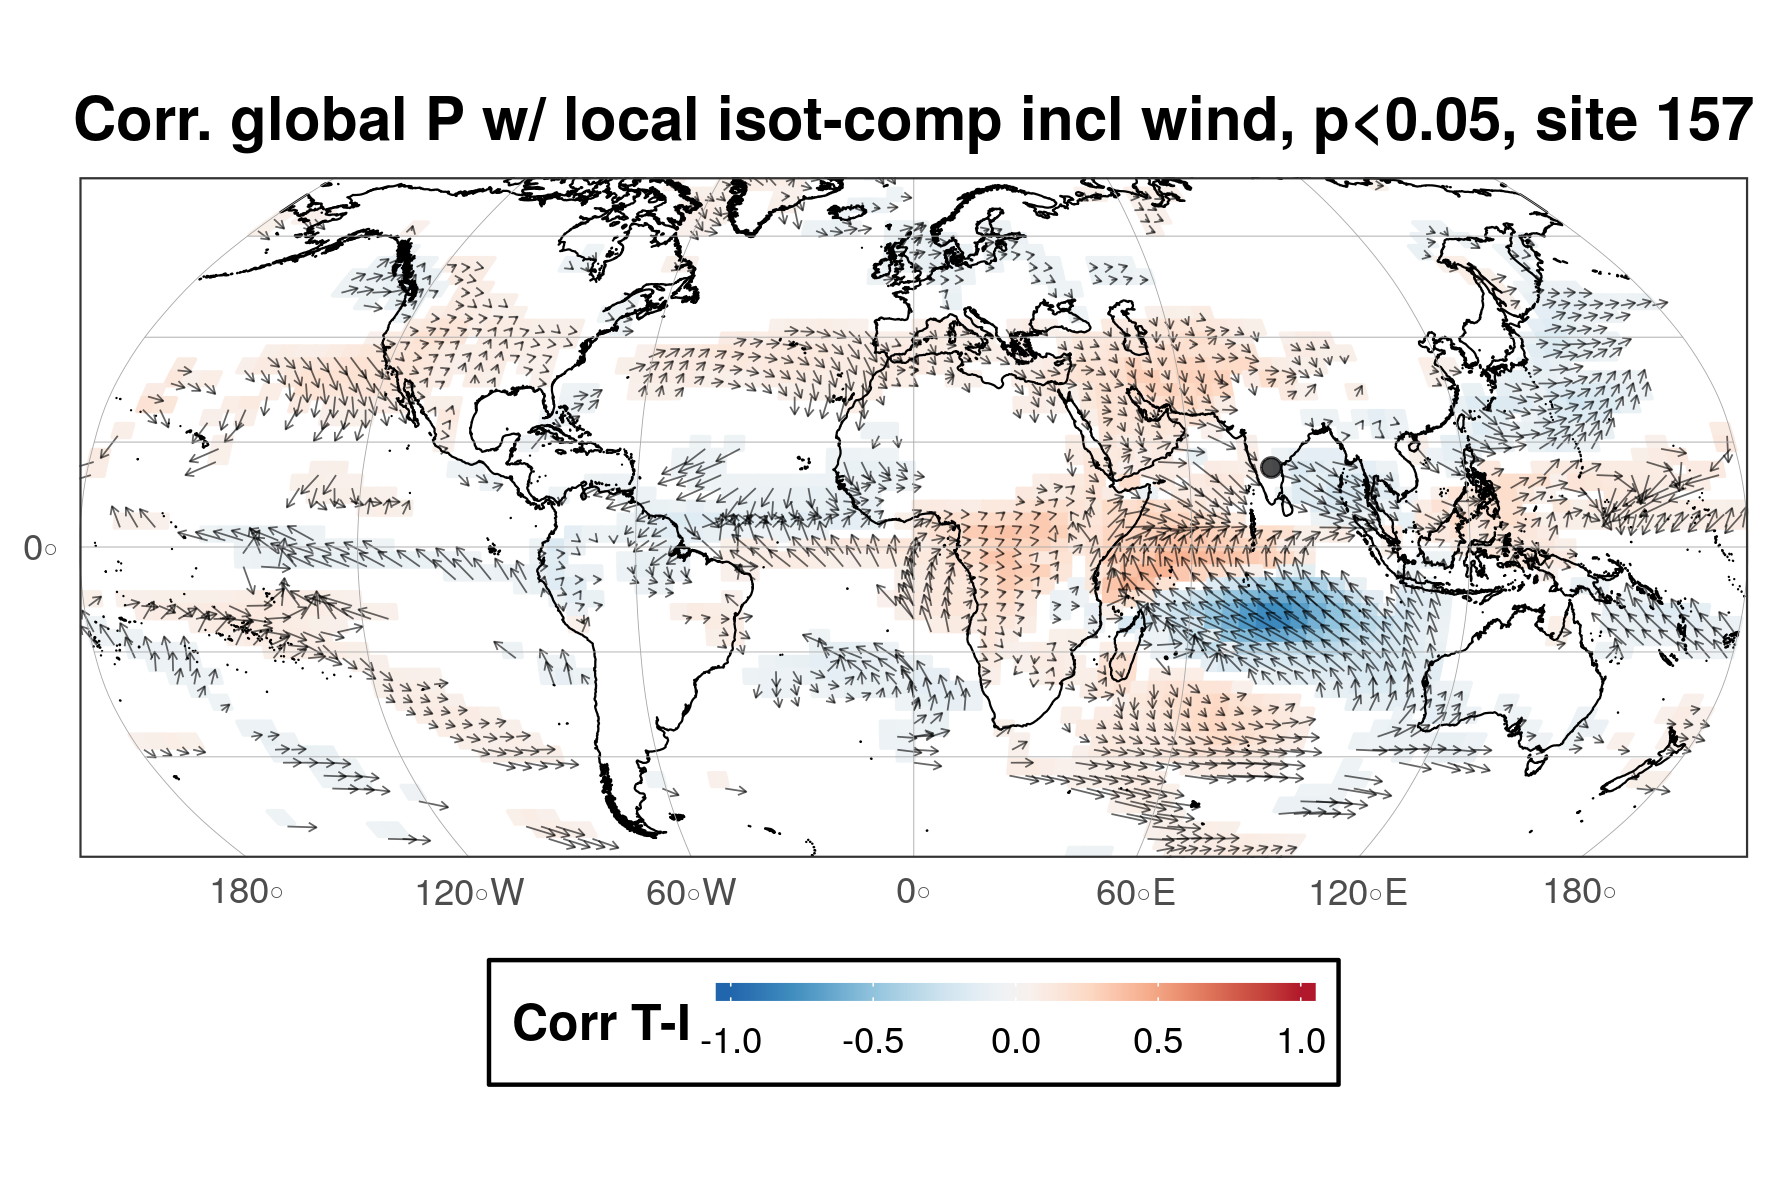 Corr. global P w/ local isot-comp incl wind, p<0.05, site 157
0○
180○ 120○W 60○W 0○ 60○E 120○E 180○
Corr T-I -1.0 -0.5 0.0 0.5 1.0